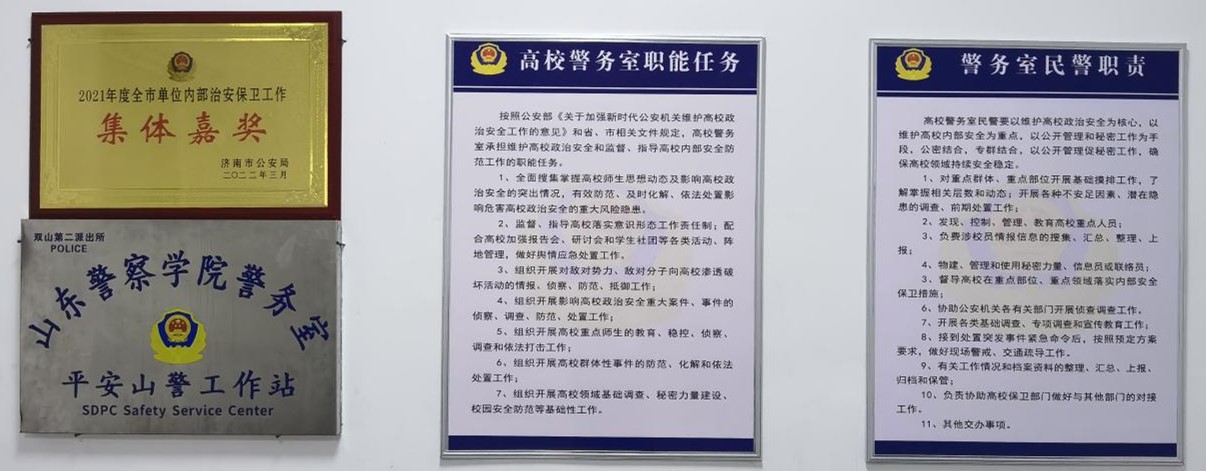 2021年度全市单位内部治安保卫工作
集体嘉奖
济南市公安局
二〇二二年三月
双山第二派出所
POLICE
山东警察学院警务室
平安山警工作站
SDPC Safety Service Center
高校警务室职能任务
按照公安部《关于加强新时代公安机关维护高校政
治安全工作的意见》和省、市相关文件规定，高校警务
室承担维护高校政治安全和监督、指导高校内部安全防
范工作的职能任务。
1、全面搜集掌握高校师生思想动态及影响高校政
治安全的突出情况，有效防范、及时化解、依法处置影
响危害高校政治安全的重大风险隐患。
2、监督、指导高校落实意识形态工作责任制；配
合高校加强报告会、研讨会和学生社团等各类活动、阵
地管理，做好舆情应急处置工作。
3、组织开展对敌对势力、敌对分子向高校渗透破
坏活动的情报、侦察、防范、抵御工作；
4、组织开展影响高校政治安全重大案件、事件的
侦察、调查、防范、处置工作；
5、组织开展高校重点师生的教育、稳控、侦察、
调查和依法打击工作；
6、组织开展高校群体性事件的防范、化解和依法
处置工作；
7、组织开展高校领域基础调查、秘密力量建设、
校园安全防范等基础性工作。
警务室民警职责
高校警务室民警要以维护高校政治安全为核心，以
维护高校内部安全为重点，以公开管理和秘密工作为手
段，公密结合，专群结合，以公开管理促秘密工作，确
保高校领域持续安全稳定。
1、对重点群体、重点部位开展基础摸排工作，了
解掌握相关层数和动态；开展各种不安足因素、潜在隐
患的调查、前期处置工作；
2、发现、控制、管理、教育高校重点人员；
3、负费涉校员情报信息的搜集、汇总、整理、上
报；
4、物建、管理和使用秘密力量、信息员或联络员；
3、督导高校在重点部位、重点领域落实内部安全
保卫措施；
6、协助公安机关各有关部门开展侦查调查工作。
7、开展各类基础调查、专项调查和宣传教育工作；
8、接到处置突发事件紧急命令后，按照预定方案
要求，做好现场警戒、交通疏导工作。
9、有关工作情况和档案资料的整理、汇总、上报、
归档和保管；
10、负责协助高校保卫部门做好与其他部门的对接
工作。
11、其他交办事项。